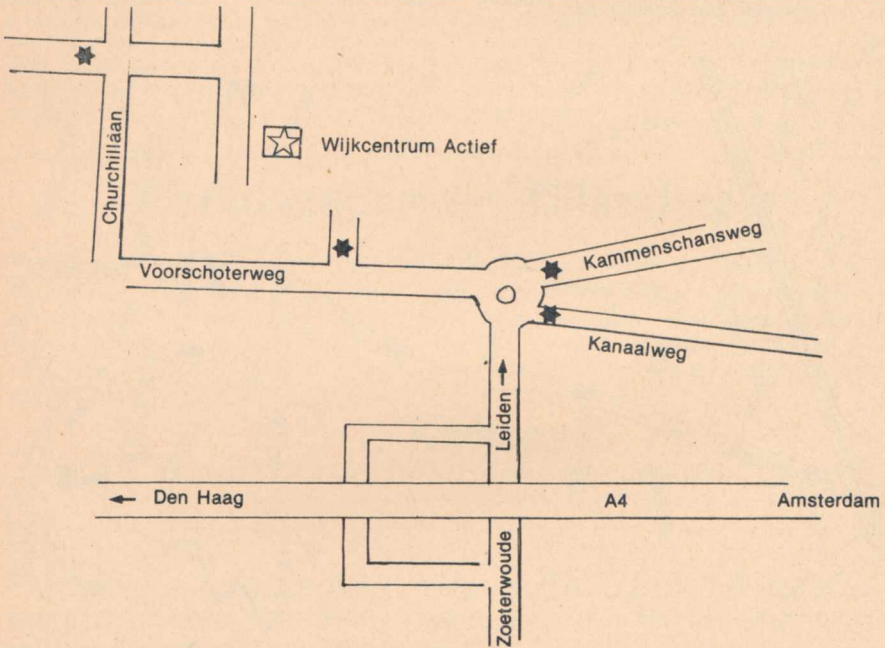 Churchillaan
Wijkcentrum Actief
Kammenschansweg
Voorschoterweg
Kanaalweg
Leiden
Den Haag
A4
Amsterdam
Zoeterwoude